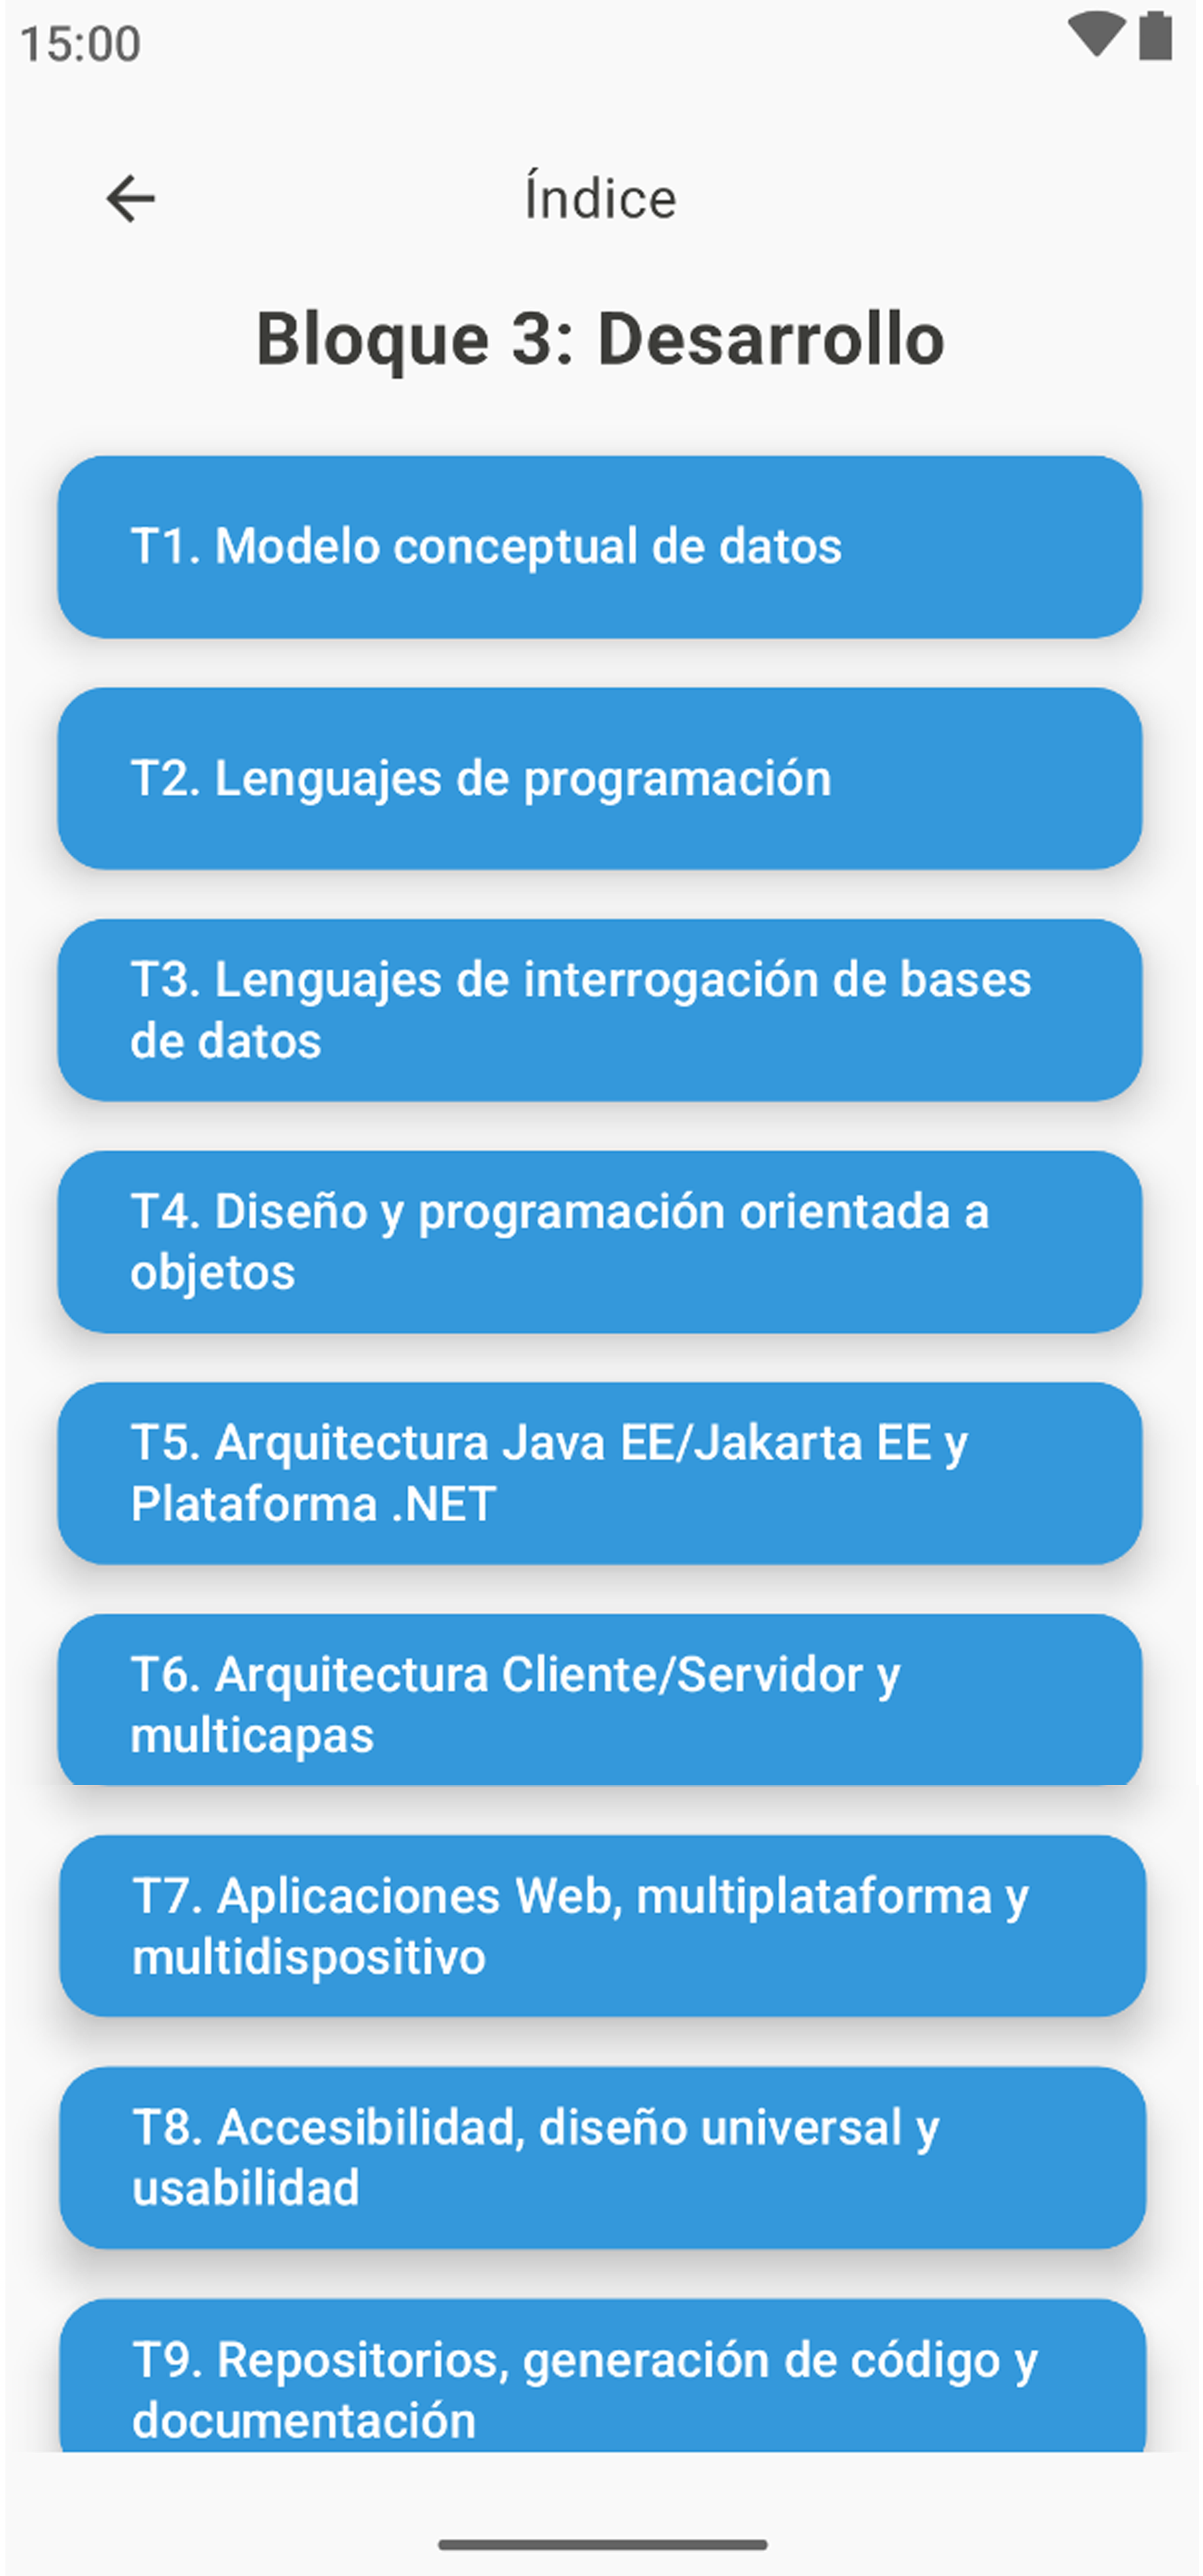 15:00
Índice
Bloque 3: Desarrollo
T1. Modelo conceptual de datos
T2. Lenguajes de programación
T3. Lenguajes de interrogación de bases
de datos
T4. Diseño y programación orientada a
objetos
T5. Arquitectura Java EE/Jakarta EE y
Plataforma .NET
T6. Arquitectura Cliente/Servidor y
multicapas
T7. Aplicaciones Web, multiplataforma y
multidispositivo
T8. Accesibilidad, diseño universal y
usabilidad
T9. Repositorios, generación de código y
documentación